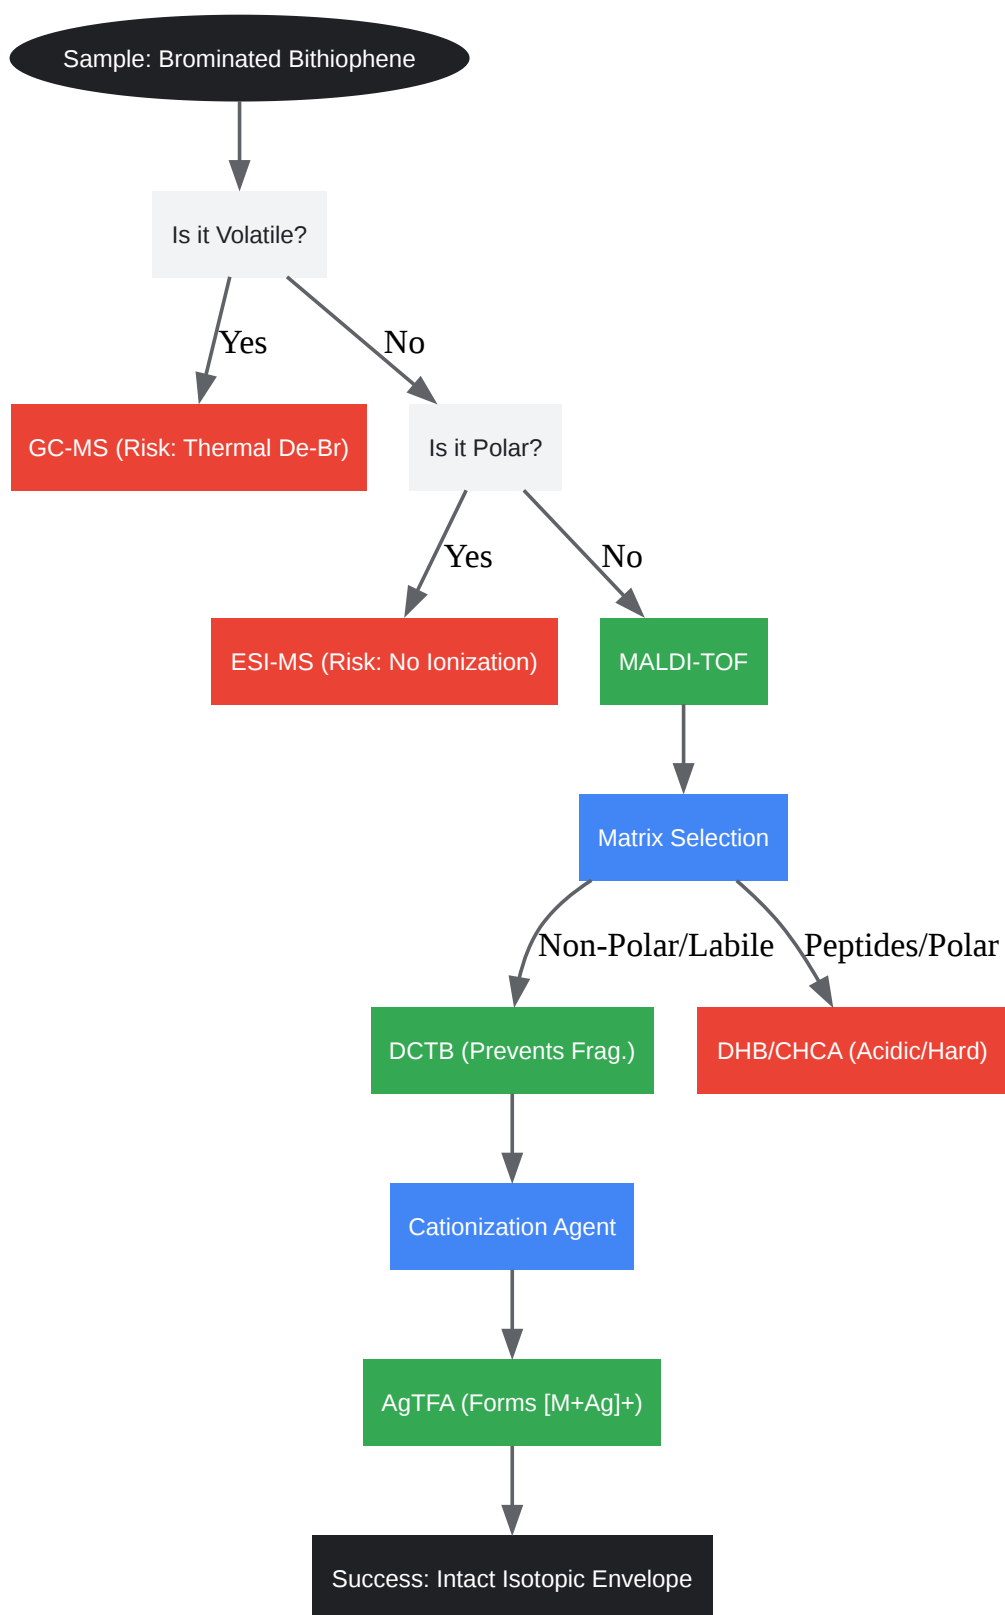 Sample: Brominated Bithiophene
Is it Volatile?
Yes
No
GC-MS (Risk: Thermal De-Br)
Is it Polar?
Yes
No
ESI-MS (Risk: No Ionization)
MALDI-TOF
Matrix Selection
Non-Polar/Labile
Peptides/Polar
DCTB (Prevents Frag.)
DHB/CHCA (Acidic/Hard)
Cationization Agent
AgTFA (Forms [M+Ag]+)
Success: Intact Isotopic Envelope